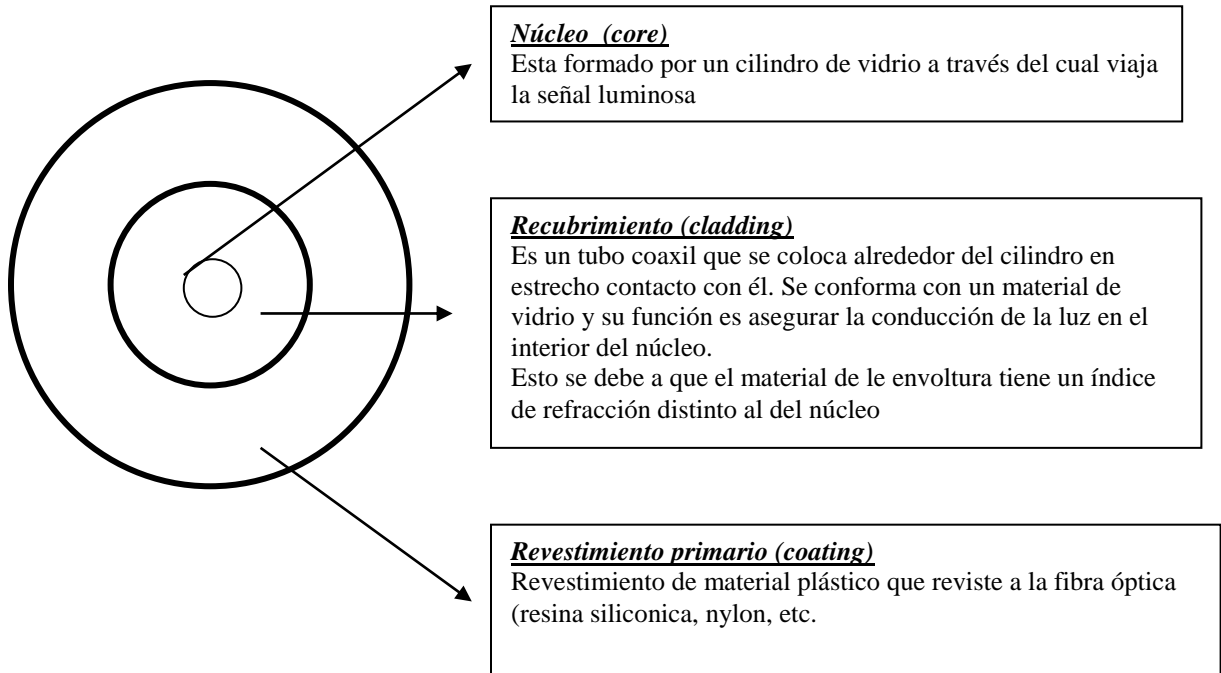 Núcleo (core)
Esta formado por un cilindro de vidrio a través del cual viaja
la señal luminosa
Recubrimiento (cladding)
Es un tubo coaxil que se coloca alrededor del cilindro en
estrecho contacto con él. Se conforma con un material de
vidrio y su función es asegurar la conducción de la luz en el
interior del núcleo.
Esto se debe a que el material de le envoltura tiene un índice
de refracción distinto al del núcleo
Revestimiento primario (coating)
Revestimiento de material plástico que reviste a la fibra óptica
(resina siliconica, nylon, etc.